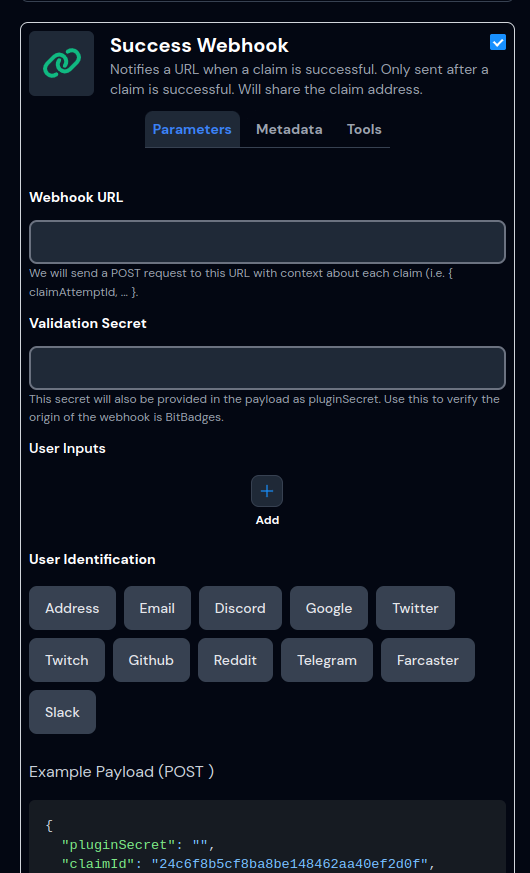 Success Webhook
Notifies a URL when a claim is successful. Only sent after a
claim is successful. Will share the claim address.
Parameters Metadata Tools
Webhook URL
We will send a POST request to this URL with context about each claim (i.e. {
claimAttemptId, ... }.
Validation Secret
This secret will also be provided in the payload as pluginSecret. Use this to verify the
origin of the webhook is BitBadges.
User Inputs
Add
User Identification
Address Email Discord Google Twitter
Twitch Github Reddit Telegram Farcaster
Slack
Example Payload (POST )
{
"pluginSecret": "",
"claimId": "24c6f8b5cf8ba8be148462aa40ef2d0f",